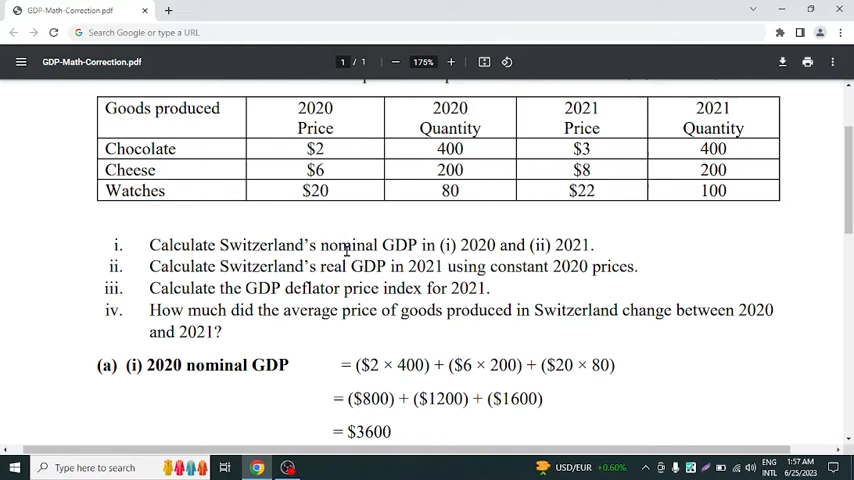 GDP-Math-Correction.pdf
Search Google or type a URL
GDP-Math-Correction.pdf
1 / 1
175%
Goods produced 2020 Price 2020 Quantity 2021 Price 2021 Quantity
Chocolate $2 400 $3 400
Cheese $6 200 $8 200
Watches $20 80 $22 100
i. Calculate Switzerland’s nominal GDP in (i) 2020 and (ii) 2021.
ii. Calculate Switzerland’s real GDP in 2021 using constant 2020 prices.
iii. Calculate the GDP deflator price index for 2021.
iv. How much did the average price of goods produced in Switzerland change between 2020
and 2021?
(a) (i) 2020 nominal GDP = ($2 × 400) + ($6 × 200) + ($20 × 80)
= ($800) + ($1200) + ($1600)
= $3600
Type here to search
USD/EUR +0.60%
ENG
INTL
1:57 AM
6/25/2023